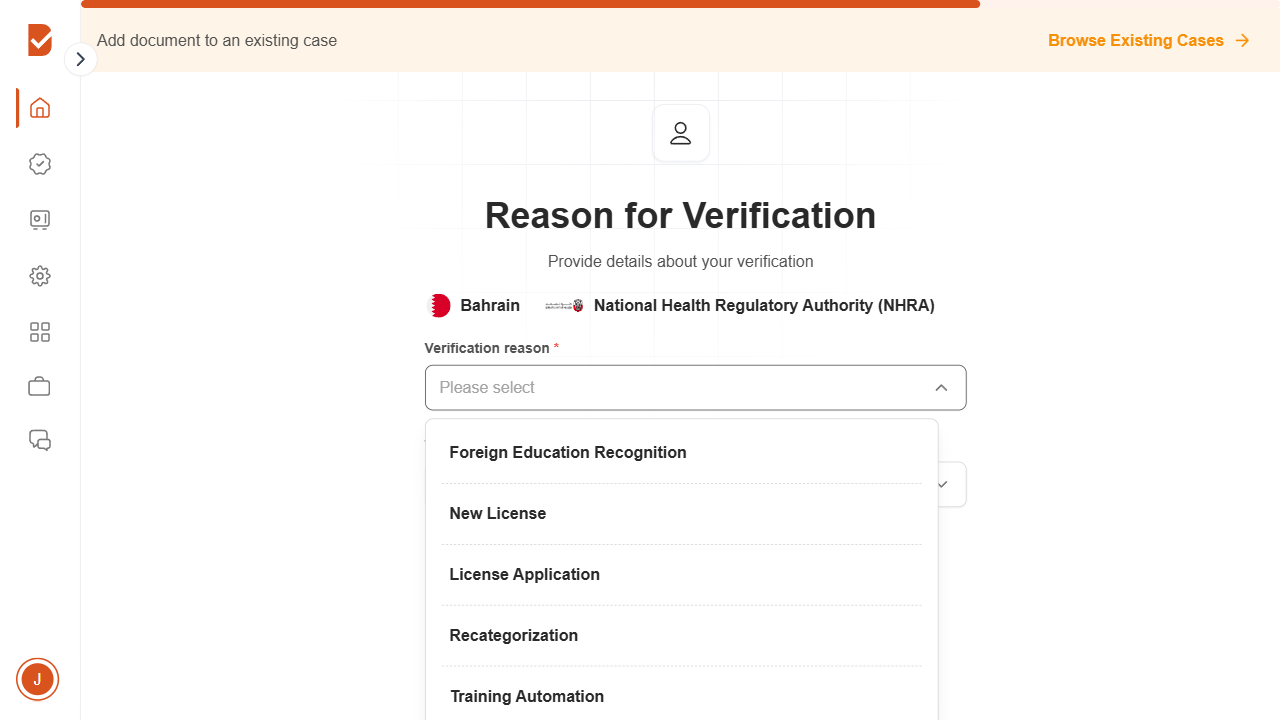 Add document to an existing case
Browse Existing Cases
Reason for Verification
Provide details about your verification
Bahrain
National Health Regulatory Authority (NHRA)
Verification reason *
Please select
Foreign Education Recognition
New License
License Application
Recategorization
Training Automation
J